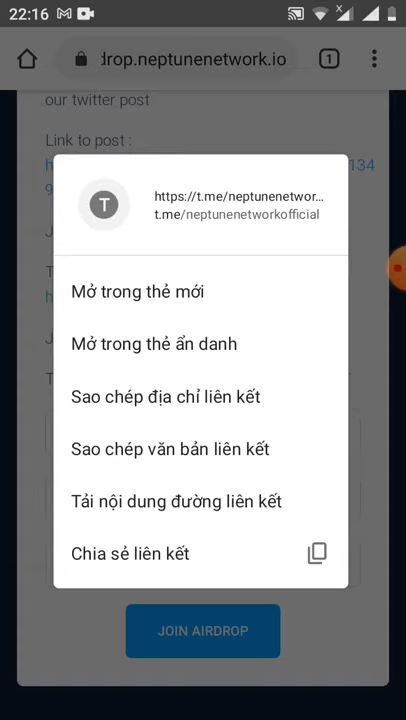 22:16
drop.neptunenetwork.io
1
our twitter post
Link to post :
134
https://t.me/neptunenetwor...
t.me/neptunenetworkofficial
T
Mở trong thẻ mới
Mở trong thẻ ẩn danh
Sao chép địa chỉ liên kết
Sao chép văn bản liên kết
Tải nội dung đường liên kết
Chia sẻ liên kết
JOIN AIRDROP